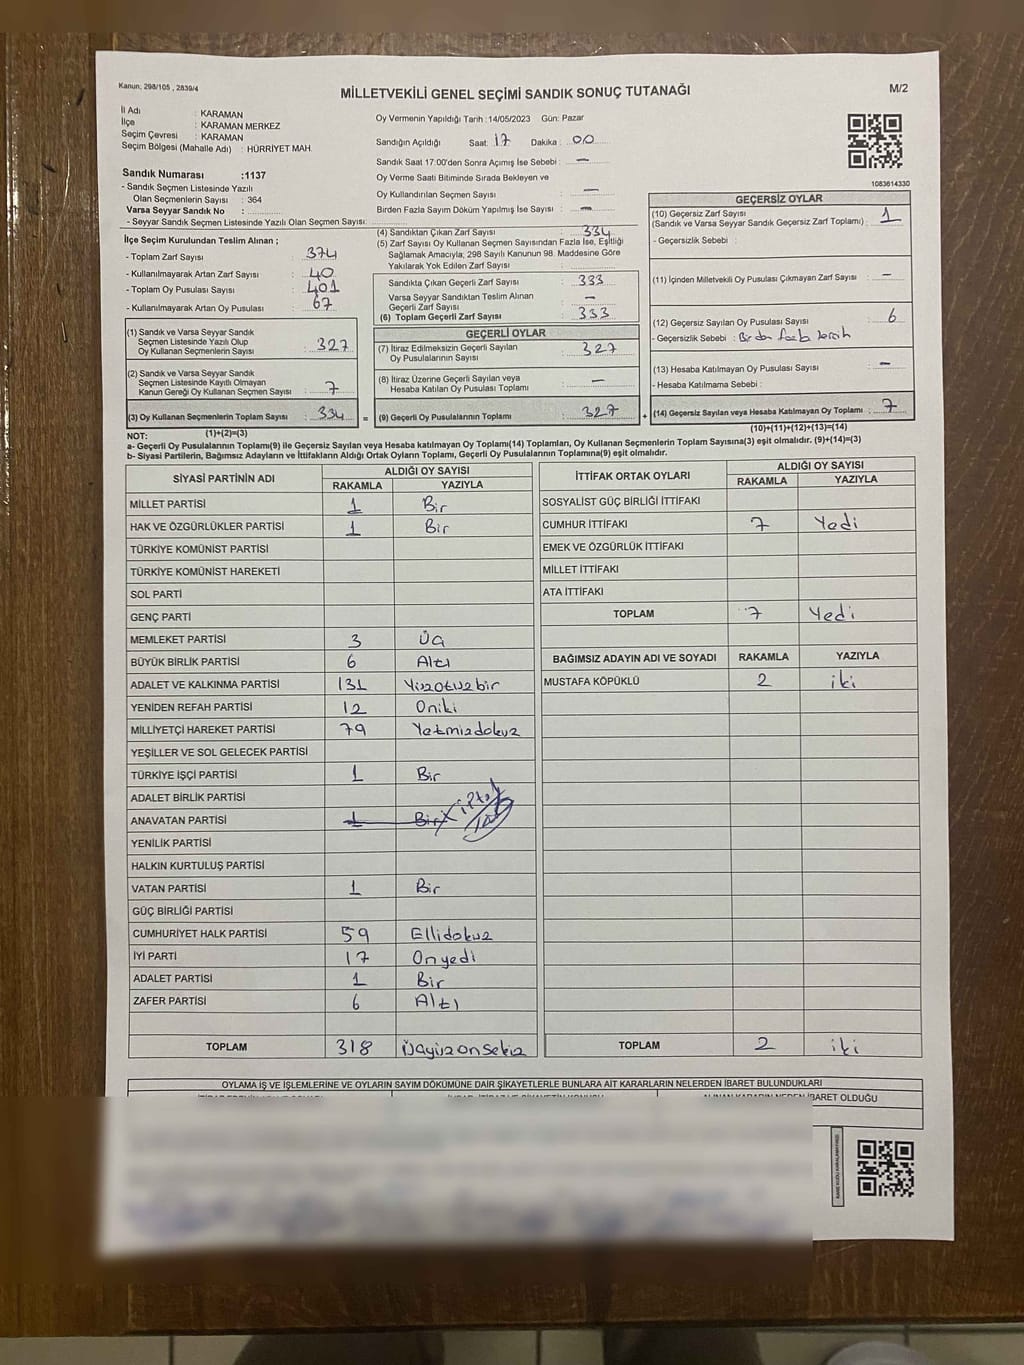 Kanun; 298/105 , 2839/4
MİLLETVEKİLİ GENEL SEÇİMİ SANDIK SONUÇ TUTANAĞI
M/2
İl Adı : KARAMAN
İlçe : KARAMAN MERKEZ
Seçim Çevresi : KARAMAN
Seçim Bölgesi (Mahalle Adı) : HÜRRİYET MAH.
Sandık Numarası :1137
- Sandık Seçmen Listesinde Yazılı
Olan Seçmenlerin Sayısı : 364
Varsa Seyyar Sandık No :
- Seyyar Sandık Seçmen Listesinde Yazılı Olan Seçmen Sayısı:
Oy Vermenin Yapıldığı Tarih :14/05/2023 Gün: Pazar
Sandığın Açıldığı Saat: 17 Dakika : 00
Sandık Saat 17:00'den Sonra Açılmış İse Sebebi : —
Oy Verme Saati Bitiminde Sırada Bekleyen ve
Oy Kullandırılan Seçmen Sayısı : —
Birden Fazla Sayım Döküm Yapılmış İse Sayısı : —
1083614330
İlçe Seçim Kurulundan Teslim Alınan ;
- Toplam Zarf Sayısı : 374
- Kullanılmayarak Artan Zarf Sayısı : 40
- Toplam Oy Pusulası Sayısı : 401
- Kullanılmayarak Artan Oy Pusulası : 67
(1) Sandık ve Varsa Seyyar Sandık
Seçmen Listesinde Yazılı Olup
Oy Kullanan Seçmenlerin Sayısı : 327
(2) Sandık ve Varsa Seyyar Sandık
Seçmen Listesinde Kayıtlı Olmayan
Kanun Gereği Oy Kullanan Seçmen Sayısı : 7
(3) Oy Kullanan Seçmenlerin Toplam Sayısı : 334
(1)+(2)=(3)
(4) Sandıktan Çıkan Zarf Sayısı : 334
(5) Zarf Sayısı Oy Kullanan Seçmen Sayısından Fazla İse, Eşitliği
Sağlamak Amacıyla; 298 Sayılı Kanunun 98. Maddesine Göre
Yakılarak Yok Edilen Zarf Sayısı :
Sandıkta Çıkan Geçerli Zarf Sayısı : 333
Varsa Seyyar Sandıktan Teslim Alınan
Geçerli Zarf Sayısı : —
(6) Toplam Geçerli Zarf Sayısı : 333
GEÇERLİ OYLAR
(7) İtiraz Edilmeksizin Geçerli Sayılan
Oy Pusulalarının Sayısı : 327
(8) İtiraz Üzerine Geçerli Sayılan veya
Hesaba Katılan Oy Pusulası Toplamı : —
= (9) Geçerli Oy Pusulalarının Toplamı : 327
GEÇERSİZ OYLAR
(10) Geçersiz Zarf Sayısı
(Sandık ve Varsa Seyyar Sandık Geçersiz Zarf Toplamı) : 1
- Geçersizlik Sebebi :
(11) İçinden Milletvekili Oy Pusulası Çıkmayan Zarf Sayısı : —
(12) Geçersiz Sayılan Oy Pusulası Sayısı : 6
- Geçersizlik Sebebi : Birden fazla tercih
(13) Hesaba Katılmayan Oy Pusulası Sayısı : —
- Hesaba Katılmama Sebebi :
+ (14) Geçersiz Sayılan veya Hesaba Katılmayan Oy Toplamı : 7
(10)+(11)+(12)+(13)=(14)
NOT:
a- Geçerli Oy Pusulalarının Toplamı(9) ile Geçersiz Sayılan veya Hesaba katılmayan Oy Toplamı(14) Toplamları, Oy Kullanan Seçmenlerin Toplam Sayısına(3) eşit olmalıdır. (9)+(14)=(3)
b- Siyasi Partilerin, Bağımsız Adayların ve İttifakların Aldığı Ortak Oyların Toplamı, Geçerli Oy Pusulalarının Toplamına(9) eşit olmalıdır.
SİYASİ PARTİNİN ADI ALDIĞI OY SAYISI
RAKAMLA YAZIYLA
MİLLET PARTİSİ 1 Bir
HAK VE ÖZGÜRLÜKLER PARTİSİ 1 Bir
TÜRKİYE KOMÜNİST PARTİSİ
TÜRKİYE KOMÜNİST HAREKETİ
SOL PARTİ
GENÇ PARTİ
MEMLEKET PARTİSİ 3 Üç
BÜYÜK BİRLİK PARTİSİ 6 Altı
ADALET VE KALKINMA PARTİSİ 131 Yüzotuzbir
YENİDEN REFAH PARTİSİ 12 Oniki
MİLLİYETÇİ HAREKET PARTİSİ 79 Yetmişdokuz
YEŞİLLER VE SOL GELECEK PARTİSİ
TÜRKİYE İŞÇİ PARTİSİ 1 Bir
ADALET BİRLİK PARTİSİ
ANAVATAN PARTİSİ 1 Bir iptal
YENİLİK PARTİSİ
HALKIN KURTULUŞ PARTİSİ
VATAN PARTİSİ 1 Bir
GÜÇ BİRLİĞİ PARTİSİ
CUMHURİYET HALK PARTİSİ 59 Ellidokuz
İYİ PARTİ 17 Onyedi
ADALET PARTİSİ 1 Bir
ZAFER PARTİSİ 6 Altı
TOPLAM 318 Üçyüzonsekiz
İTTİFAK ORTAK OYLARI ALDIĞI OY SAYISI
RAKAMLA YAZIYLA
SOSYALİST GÜÇ BİRLİĞİ İTTİFAKI
CUMHUR İTTİFAKI 7 Yedi
EMEK VE ÖZGÜRLÜK İTTİFAKI
MİLLET İTTİFAKI
ATA İTTİFAKI
TOPLAM 7 Yedi
BAĞIMSIZ ADAYIN ADI VE SOYADI RAKAMLA YAZIYLA
MUSTAFA KÖPÜKLÜ 2 iki
TOPLAM 2 iki
OYLAMA İŞ VE İŞLEMLERİNE VE OYLARIN SAYIM DÖKÜMÜNE DAİR ŞİKAYETLERLE BUNLARA AİT KARARLARIN NELERDEN İBARET BULUNDUKLARI
ALINAN KARARIN NEDEN İBARET OLDUĞU